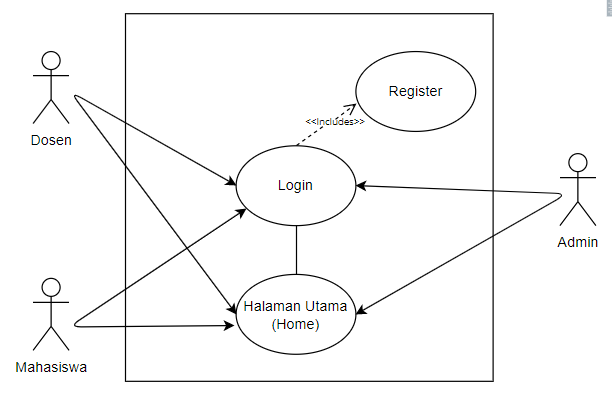 Dosen
Register
<<Includes>>
Login
Admin
Halaman Utama
(Home)
Mahasiswa